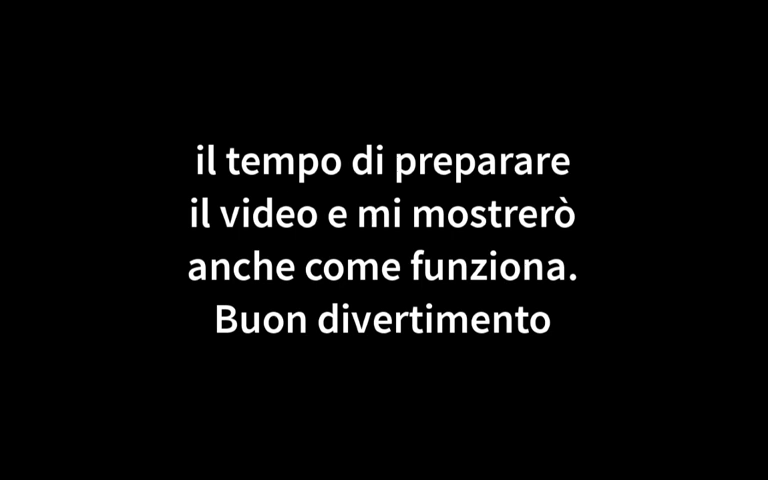 il tempo di preparare
il video e mi mostrerò
anche come funziona.
Buon divertimento